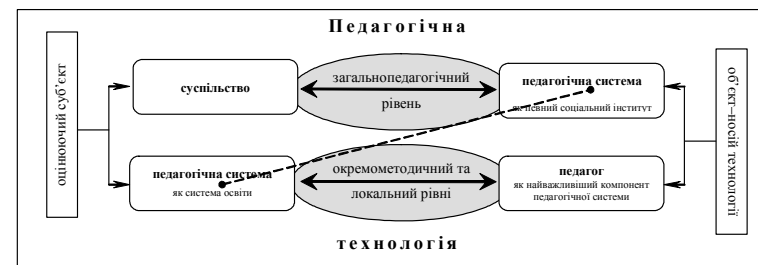 Педагогічна
оцінюючий суб’єкт
суспільство
загальнопедагогічний
рівень
педагогічна система
як певний соціальний інститут
об’єкт–носій технології
педагогічна система
як система освіти
окремометодичний та
локальний рівні
педагог
як найважливіший компонент
педагогічної системи
технологія